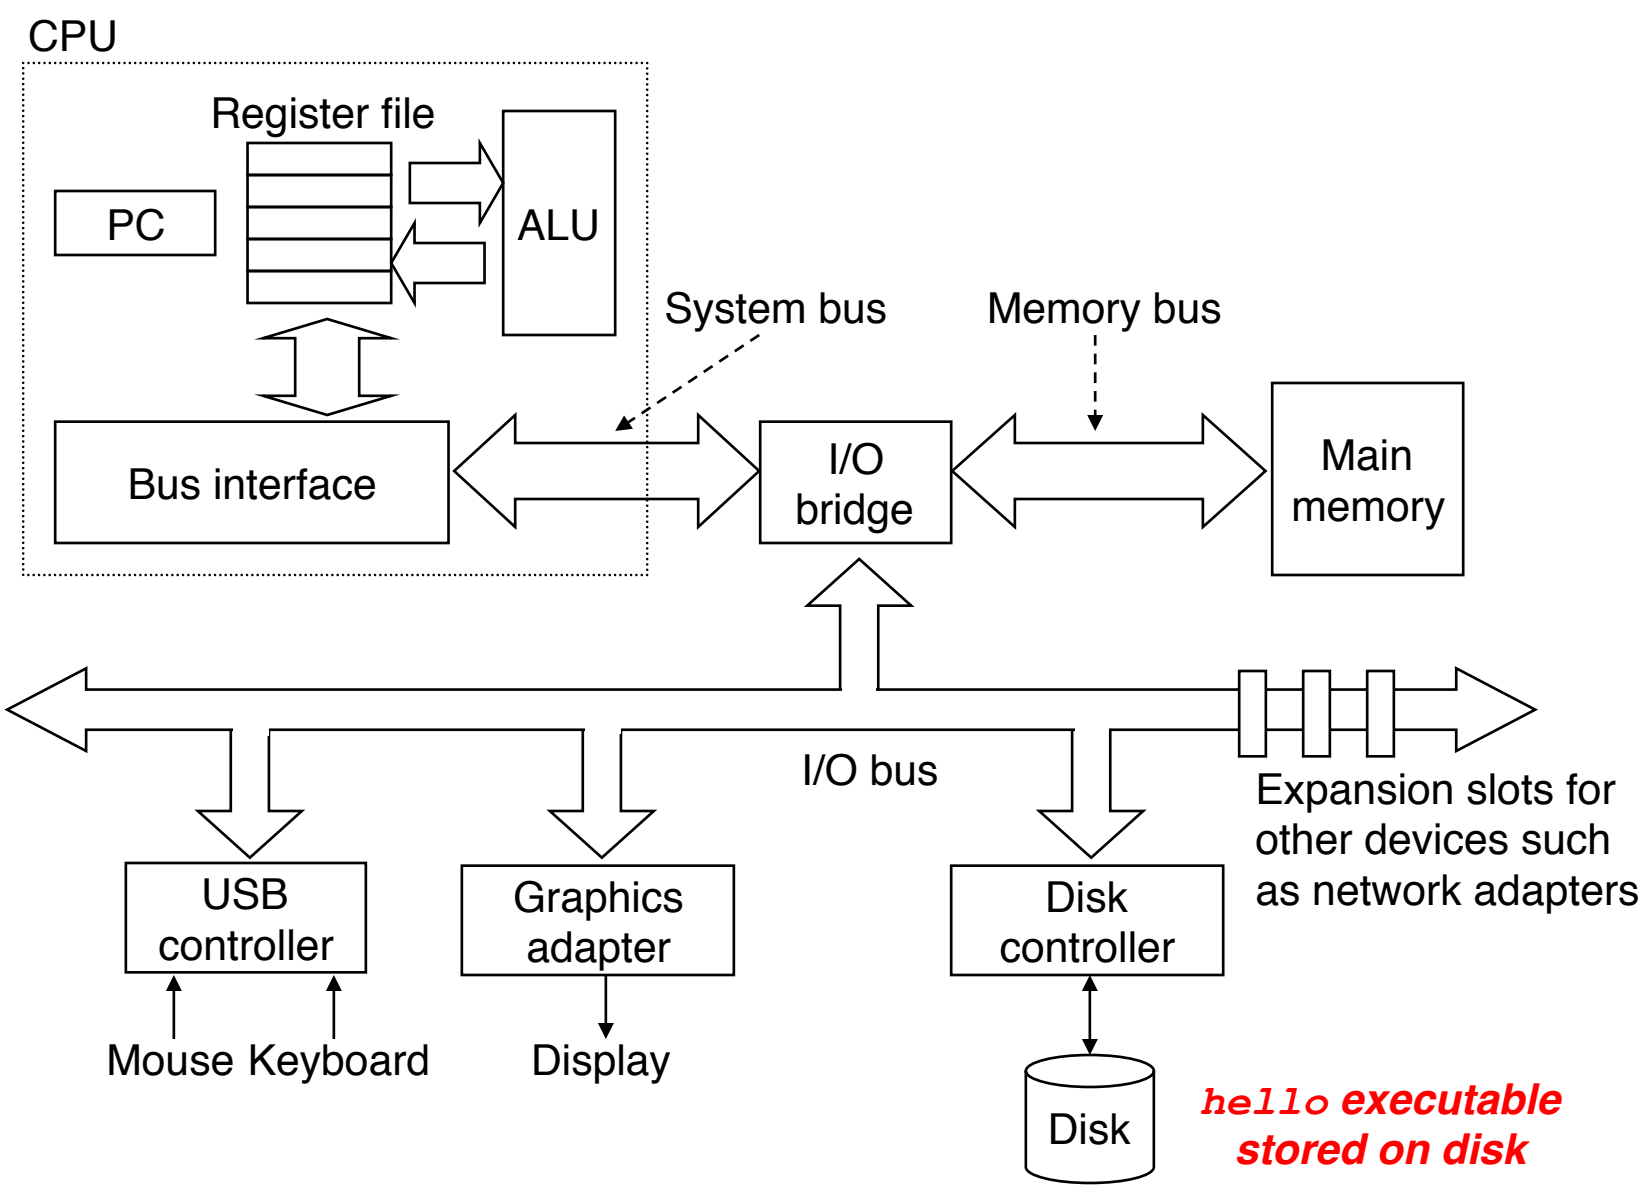 CPU
Register file
PC
ALU
System bus
Memory bus
Bus interface
I/O
bridge
Main
memory
I/O bus
Expansion slots for
other devices such
as network adapters
USB
controller
Graphics
adapter
Disk
controller
Mouse
Keyboard
Display
Disk
hello executable
stored on disk